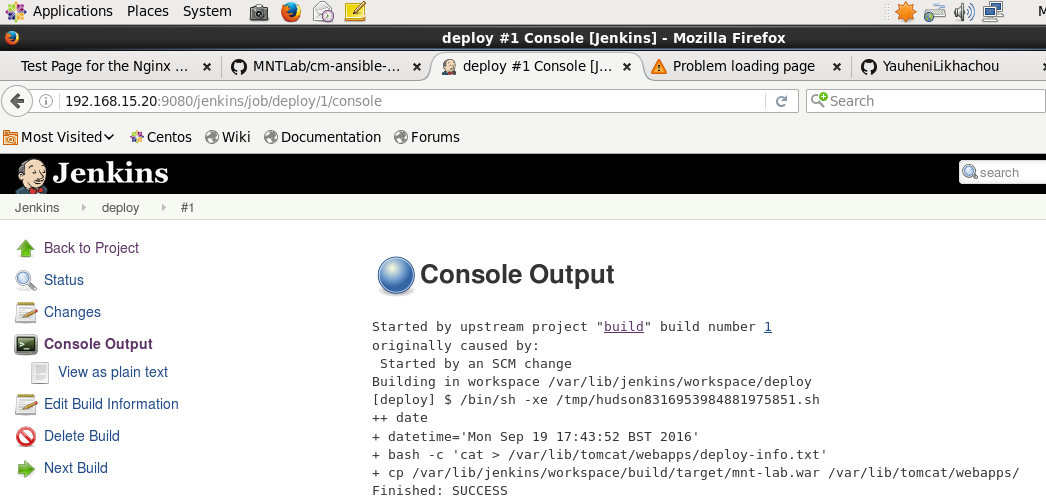 Applications Places System M
deploy #1 Console [Jenkins] - Mozilla Firefox
Test Page for the Nginx ... × MNTLab/cm-ansible-... × deploy #1 Console [J... × Problem loading page × YauheniLikhachou
192.168.15.20:9080/jenkins/job/deploy/1/console Search
Most Visited Centos Wiki Documentation Forums
Jenkins search
Jenkins deploy #1
Back to Project
Status
Changes
Console Output
View as plain text
Edit Build Information
Delete Build
Next Build
Console Output
Started by upstream project "build" build number 1
originally caused by:
Started by an SCM change
Building in workspace /var/lib/jenkins/workspace/deploy
[deploy] $ /bin/sh -xe /tmp/hudson8316953984881975851.sh
++ date
+ datetime='Mon Sep 19 17:43:52 BST 2016'
+ bash -c 'cat > /var/lib/tomcat/webapps/deploy-info.txt'
+ cp /var/lib/jenkins/workspace/build/target/mnt-lab.war /var/lib/tomcat/webapps/
Finished: SUCCESS